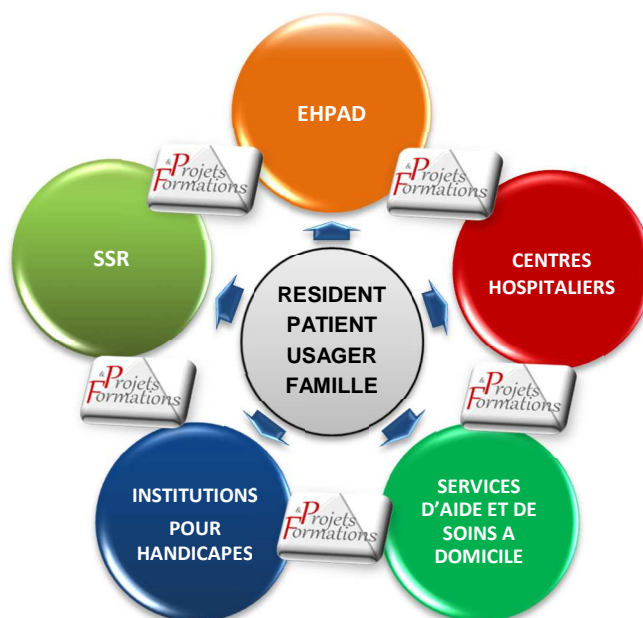 EHPAD
& Projets
Formations
& Projets
Formations
SSR
CENTRES
HOSPITALIERS
RESIDENT
PATIENT
USAGER
FAMILLE
& Projets
Formations
& Projets
Formations
INSTITUTIONS
POUR
HANDICAPES
& Projets
Formations
SERVICES
D'AIDE ET DE
SOINS A
DOMICILE